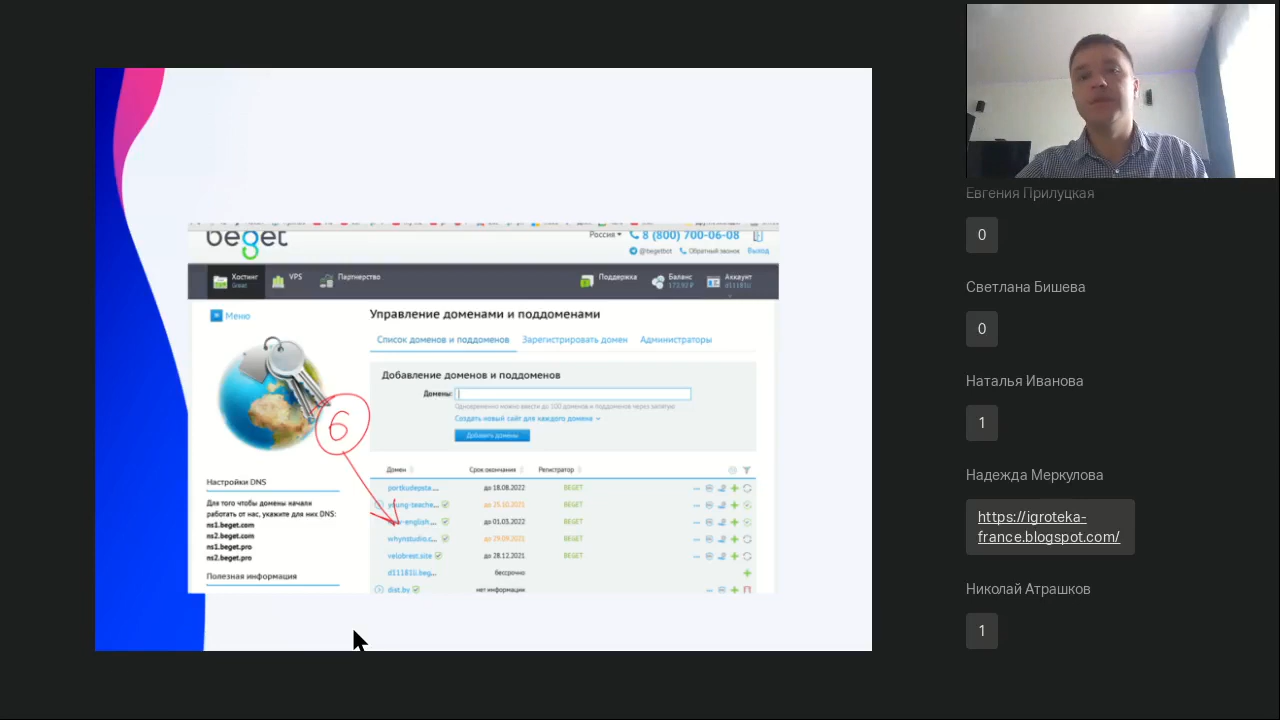 beget
Россия
8 (800) 700-06-08
@begetbot
Обратный звонок
Выход
Хостинг
VPS
Партнерство
Поддержка
Баланс
Аккаунт
Меню
Управление доменами и поддоменами
Список доменов и поддоменов
Зарегистрировать домен
Администраторы
Добавление доменов и поддоменов
Домены:
Одновременно можно ввести до 100 доменов и поддоменов через запятую
Создать новый сайт для каждого домена
Добавить домены
6
Домен
Срок окончания
Регистратор
portkudepsta... до 18.08.2022 BEGET
young-teache... до 25.10.2021 BEGET
-english... до 01.03.2022 BEGET
whynstudio.c... до 29.09.2021 BEGET
velobrest.site до 28.12.2021 BEGET
бессрочно
dist.by нет информации
Настройки DNS
Для того чтобы домены начали
работать от нас, укажите для них DNS:
ns1.beget.com
ns2.beget.com
ns1.beget.pro
ns2.beget.pro
Полезная информация
Евгения Прилуцкая
0
Светлана Бишева
0
Наталья Иванова
1
Надежда Меркулова
https://igroteka-
france.blogspot.com/
Николай Атрашков
1